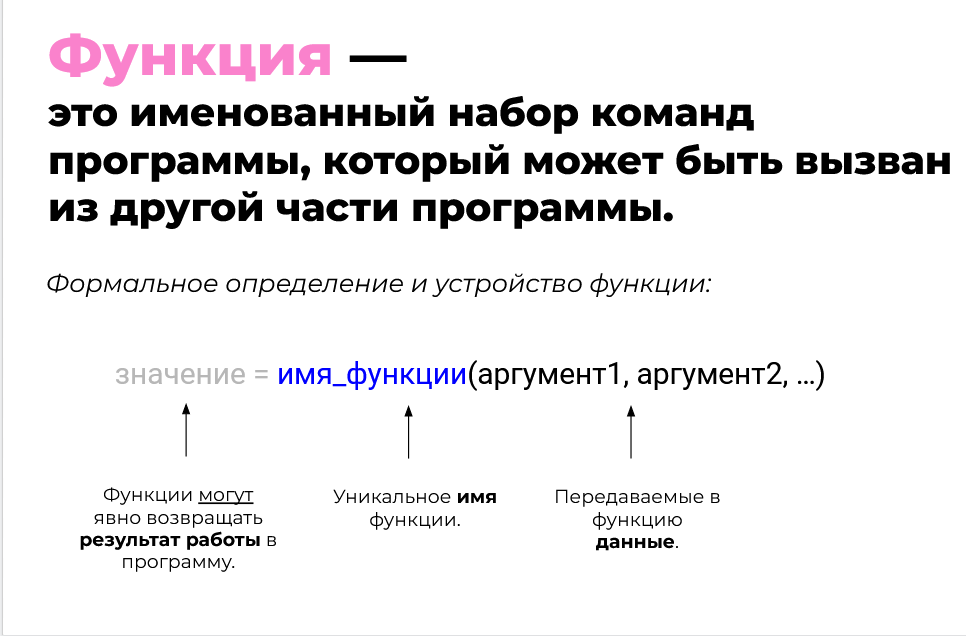 Функция —
это именованный набор команд
программы, который может быть вызван
из другой части программы.
Формальное определение и устройство функции:
значение = имя_функции(аргумент1, аргумент2, ...)
Функции могут
явно возвращать
результат работы в
программу.
Уникальное имя
функции.
Передаваемые в
функцию
данные.